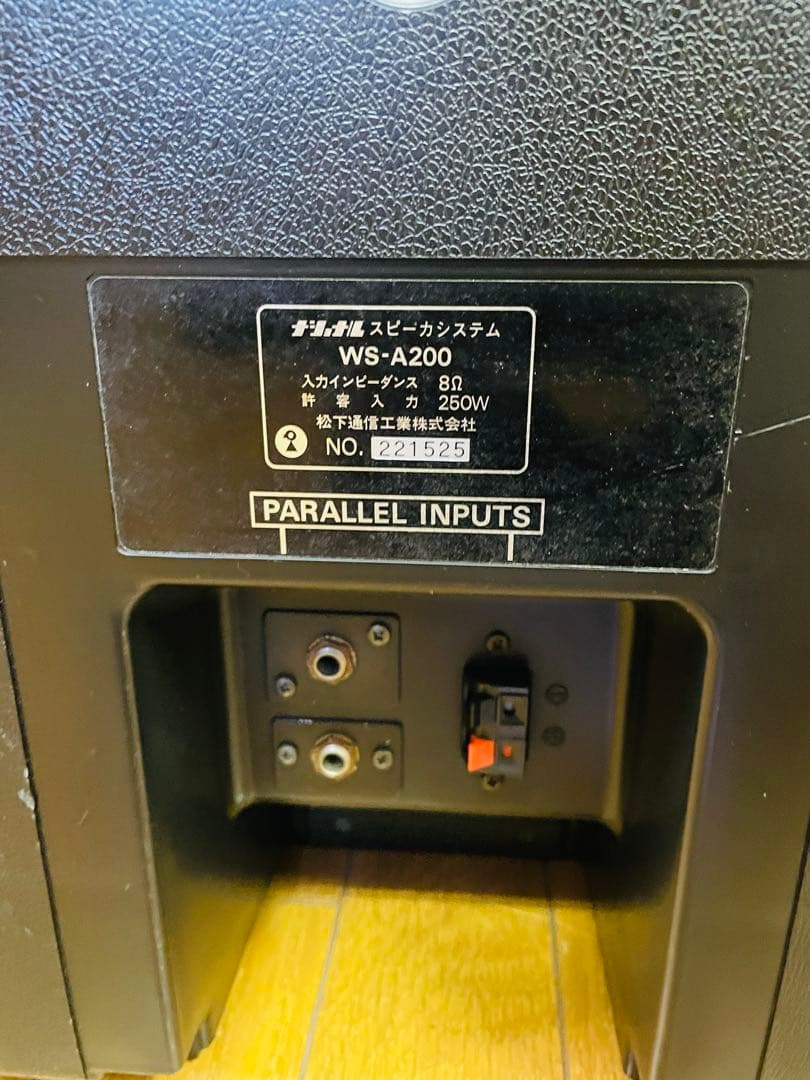 ナショナル スピーカシステム
WS-A200
入力インピーダンス 8Ω
許容入力 250W
松下通信工業株式会社
NO. 221525
PARALLEL INPUTS